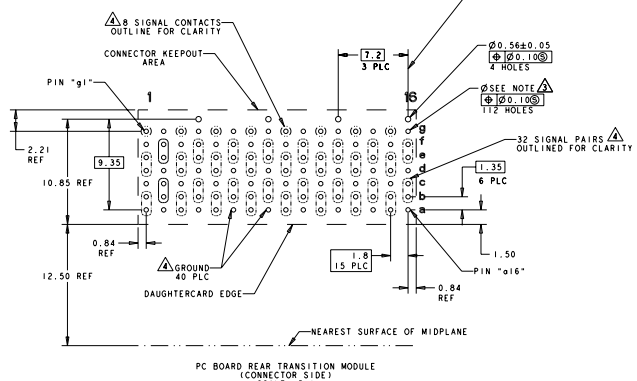 4 8 SIGNAL CONTACTS
OUTLINE FOR CLARITY
CONNECTOR KEEPOUT
AREA
PIN "g1"
7.2
3 PLC
Ø0.56±0.05
⌖ Ø0.10Ⓢ
4 HOLES
1
16
ØSEE NOTE 3
⌖ Ø0.10Ⓢ
112 HOLES
g
f
e
d
c
b
a
32 SIGNAL PAIRS 4
OUTLINED FOR CLARITY
2.21
REF
9.35
10.85 REF
1.35
6 PLC
0.84
REF
4 GROUND
40 PLC
1.8
15 PLC
1.50
PIN "a16"
12.50 REF
DAUGHTERCARD EDGE
0.84
REF
NEAREST SURFACE OF MIDPLANE
PC BOARD REAR TRANSITION MODULE
(CONNECTOR SIDE)